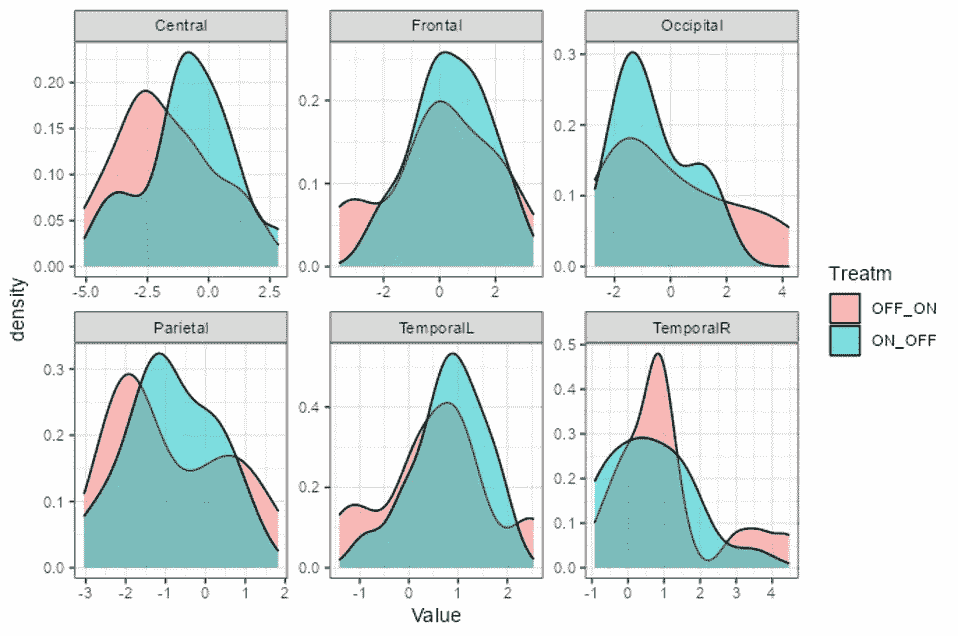 Central
Frontal
Occipital
0.20
0.15
0.10
0.05
0.00
-5.0 -2.5 0.0 2.5
0.2
0.1
0.0
-2 0 2
0.3
0.2
0.1
0.0
-2 0 2 4
density
Parietal
TemporalL
TemporalR
0.3
0.2
0.1
0.0
-3 -2 -1 0 1 2
0.4
0.2
0.0
-1 0 1 2
0.5
0.4
0.3
0.2
0.1
0.0
-1 0 1 2 3 4
Value
Treatm
OFF_ON
ON_OFF